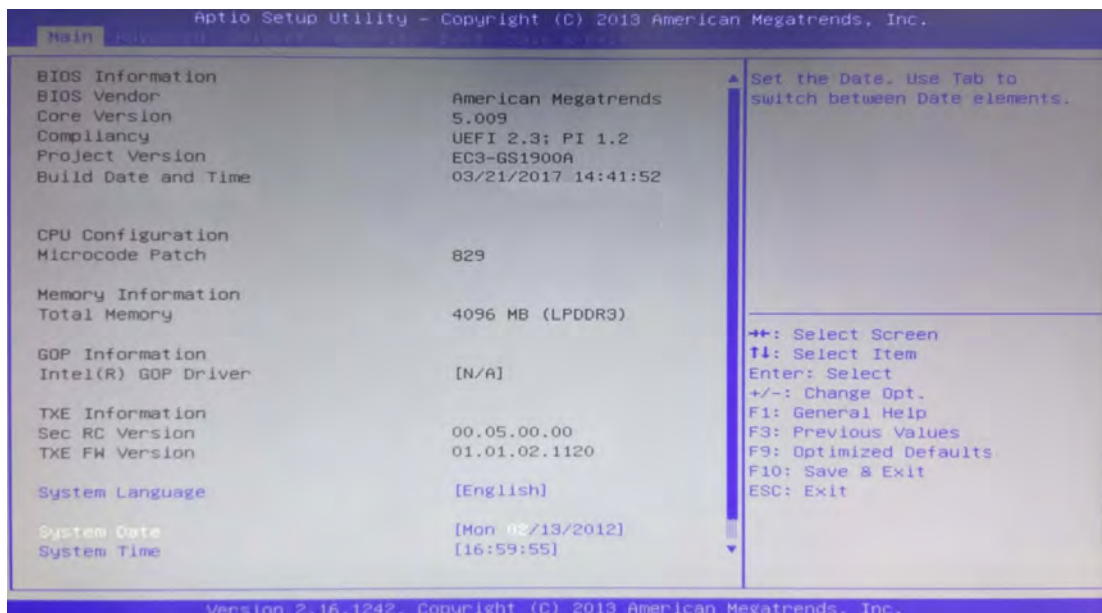 Aptio Setup Utility - Copyright (C) 2013 American Megatrends, Inc.
Main
BIOS Information
BIOS Vendor American Megatrends
Core Version 5.009
Compliancy UEFI 2.3; PI 1.2
Project Version EC3-GS1900A
Build Date and Time 03/21/2017 14:41:52
CPU Configuration
Microcode Patch 829
Memory Information
Total Memory 4096 MB (LPDDR3)
GOP Information
Intel(R) GOP Driver [N/A]
TXE Information
Sec RC Version 00.05.00.00
TXE FW Version 01.01.02.1120
System Language [English]
System Date [Mon 02/13/2012]
System Time [16:59:55]
Set the Date. Use Tab to
switch between Date elements.
→←: Select Screen
↑↓: Select Item
Enter: Select
+/-: Change Opt.
F1: General Help
F3: Previous Values
F9: Optimized Defaults
F10: Save & Exit
ESC: Exit
Version 2.16.1242. Copyright (C) 2013 American Megatrends, Inc.